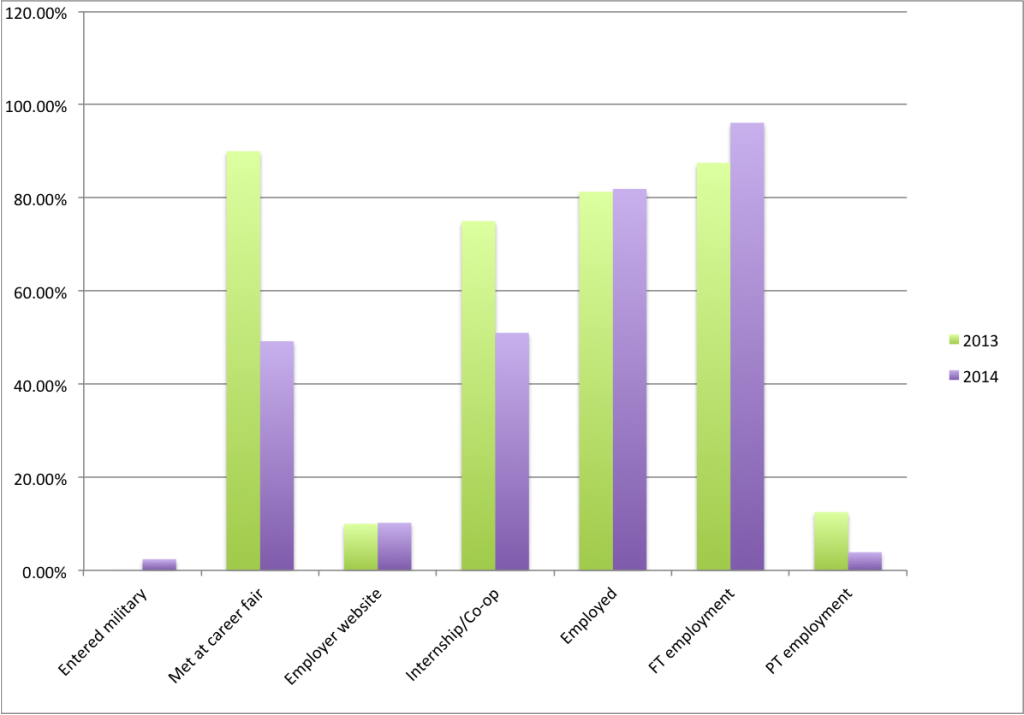 120.00%
100.00%
80.00%
60.00%
40.00%
20.00%
0.00%
Entered military
Met at career fair
Employer website
Internship/Co-op
Employed
FT employment
PT employment
2013
2014